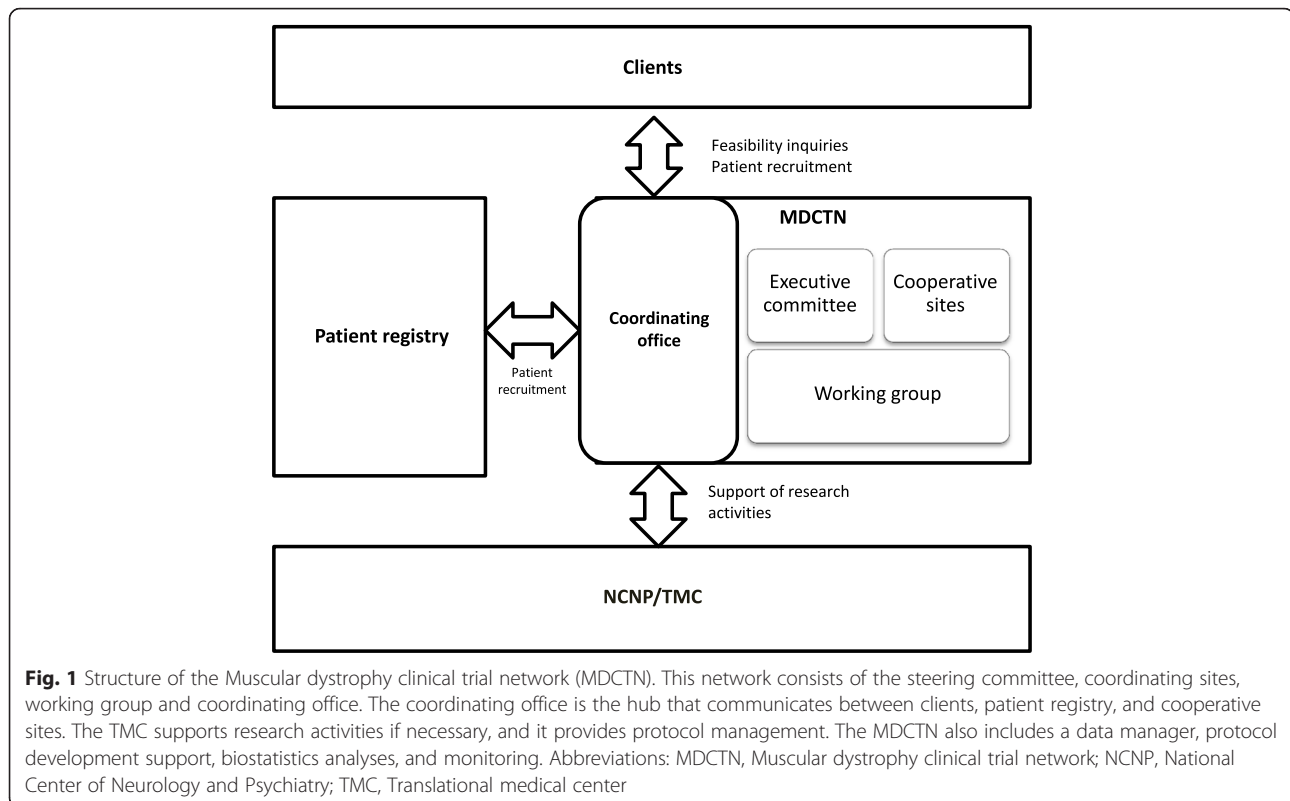 Clients
Feasibility inquiries
Patient recruitment
MDCTN
Patient registry
Patient
recruitment
Coordinating
office
Executive
committee
Cooperative
sites
Working group
Support of research
activities
NCNP/TMC
Fig. 1 Structure of the Muscular dystrophy clinical trial network (MDCTN). This network consists of the steering committee, coordinating sites,
working group and coordinating office. The coordinating office is the hub that communicates between clients, patient registry, and cooperative
sites. The TMC supports research activities if necessary, and it provides protocol management. The MDCTN also includes a data manager, protocol
development support, biostatistics analyses, and monitoring. Abbreviations: MDCTN, Muscular dystrophy clinical trial network; NCNP, National
Center of Neurology and Psychiatry; TMC, Translational medical center